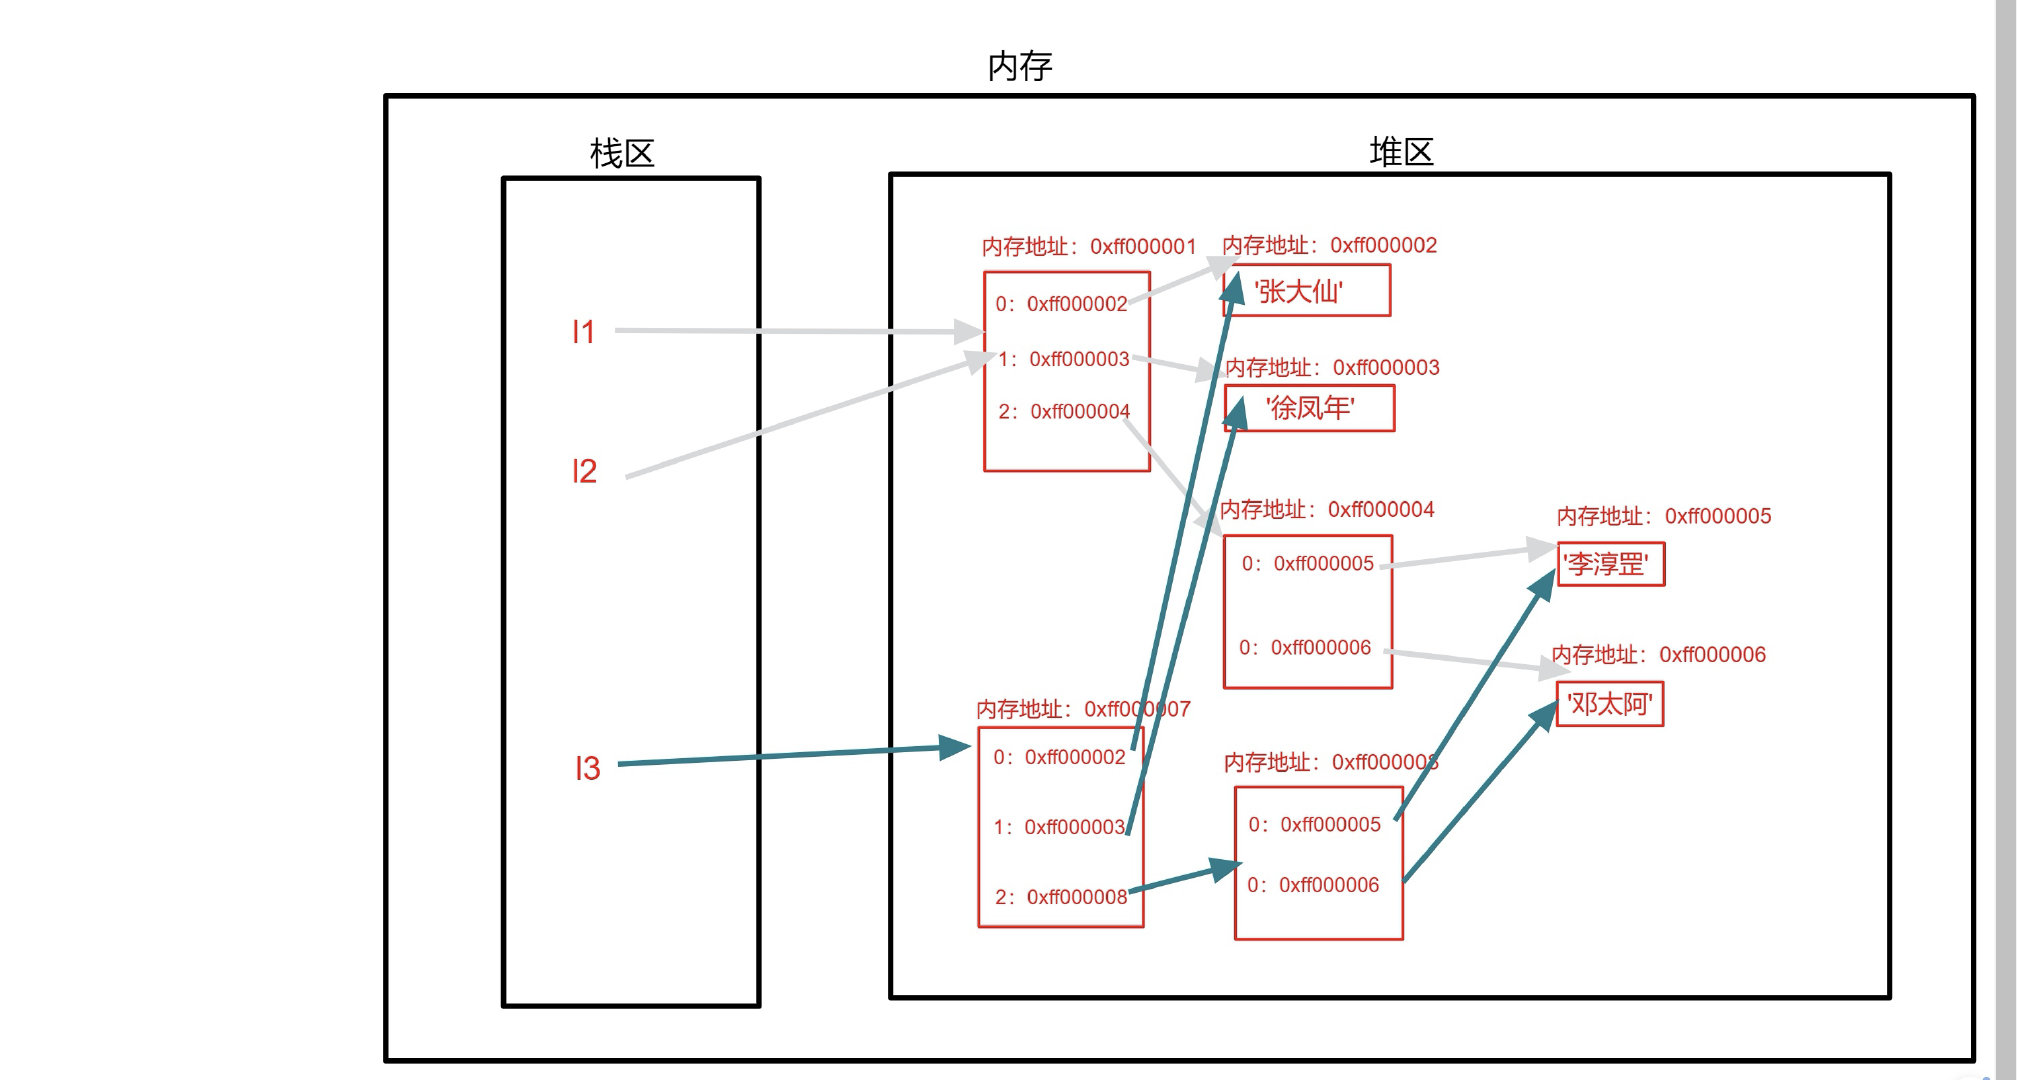 内存
栈区
堆区
内存地址：0xff000001
内存地址：0xff000002
0：0xff000002
'张大仙'
l1
1：0xff000003
内存地址：0xff000003
2：0xff000004
'徐凤年'
l2
内存地址：0xff000004
内存地址：0xff000005
0：0xff000005
'李淳罡'
0：0xff000006
内存地址：0xff000006
'邓太阿'
内存地址：0xff000007
l3
0：0xff000002
内存地址：0xff000008
1：0xff000003
0：0xff000005
2：0xff000008
0：0xff000006